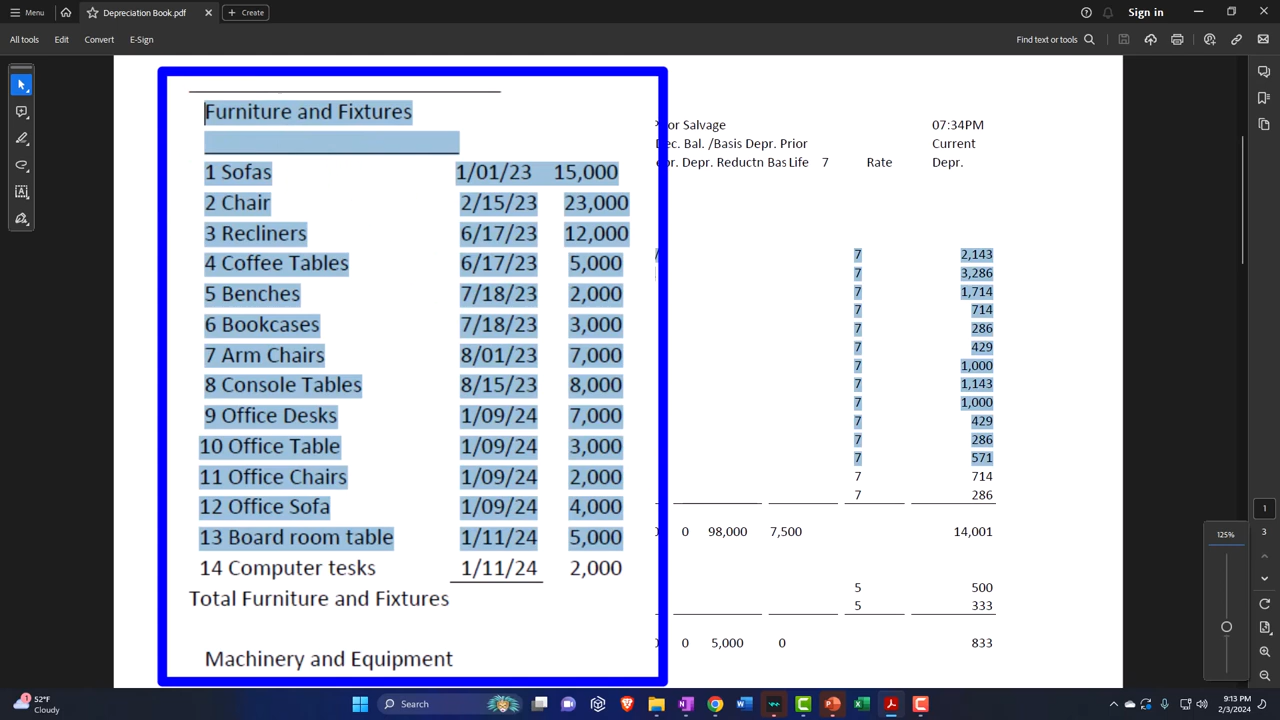 Menu
Depreciation Book.pdf
Create
Sign in
All tools
Edit
Convert
E-Sign
Find text or tools
Furniture and Fixtures
1 Sofas 1/01/23 15,000
2 Chair 2/15/23 23,000
3 Recliners 6/17/23 12,000
4 Coffee Tables 6/17/23 5,000
5 Benches 7/18/23 2,000
6 Bookcases 7/18/23 3,000
7 Arm Chairs 8/01/23 7,000
8 Console Tables 8/15/23 8,000
9 Office Desks 1/09/24 7,000
10 Office Table 1/09/24 3,000
11 Office Chairs 1/09/24 2,000
12 Office Sofa 1/09/24 4,000
13 Board room table 1/11/24 5,000
14 Computer tesks 1/11/24 2,000
Total Furniture and Fixtures
Machinery and Equipment
Salvage 07:34PM
Dec. Bal. /Basis Depr. Prior Current
Depr. Reductn Bas Life 7 Rate Depr.
7 2,143
7 3,286
7 1,714
7 714
7 286
7 429
7 1,000
7 1,143
7 1,000
7 429
7 286
7 571
7 714
7 286
0 98,000 7,500 14,001
5 500
5 333
0 5,000 0 833
1
3
125%
1
52°F
Cloudy
Search
9:13 PM
2/3/2024